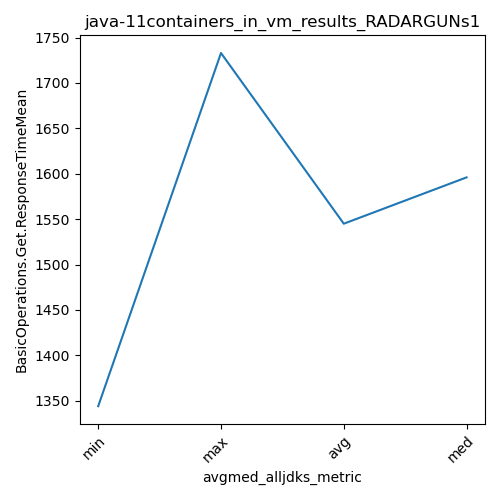 java-11containers_in_vm_results_RADARGUNs1
BasicOperations.Get.ResponseTimeMean
1750
1700
1650
1600
1550
1500
1450
1400
1350
min
max
avg
med
avgmed_alljdks_metric